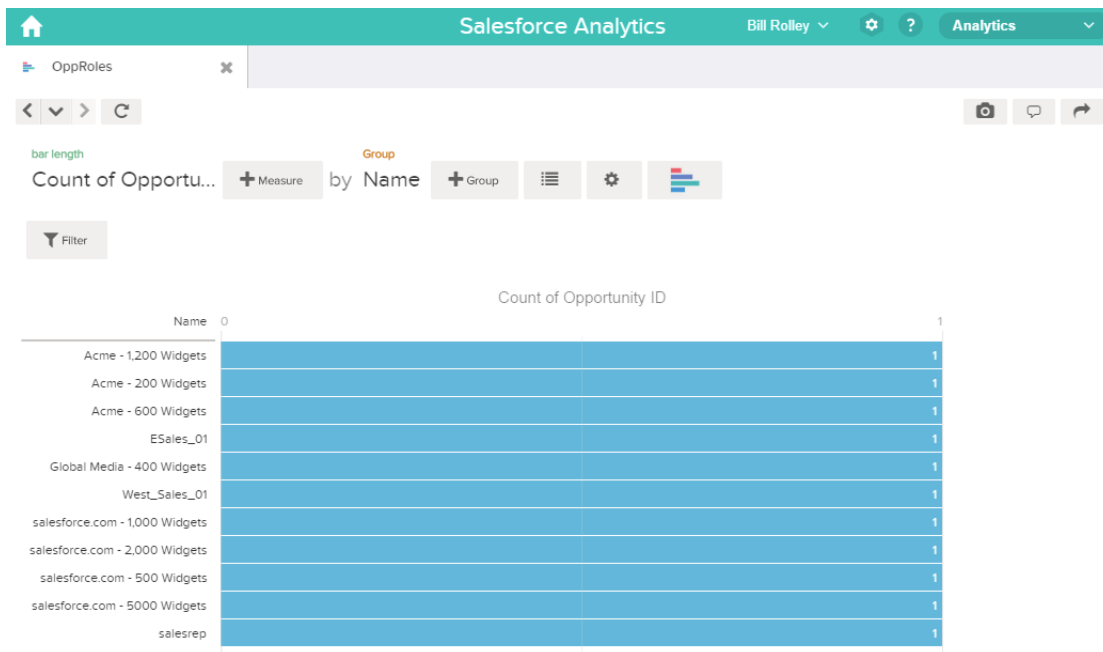 Salesforce Analytics Bill Rolley ? Analytics
OppRoles
bar length Group
Count of Opportu... + Measure by Name + Group
Filter
Count of Opportunity ID
Name 0 1
Acme - 1,200 Widgets 1
Acme - 200 Widgets 1
Acme - 600 Widgets 1
ESales_01 1
Global Media - 400 Widgets 1
West_Sales_01 1
salesforce.com - 1,000 Widgets 1
salesforce.com - 2,000 Widgets 1
salesforce.com - 500 Widgets 1
salesforce.com - 5000 Widgets 1
salesrep 1